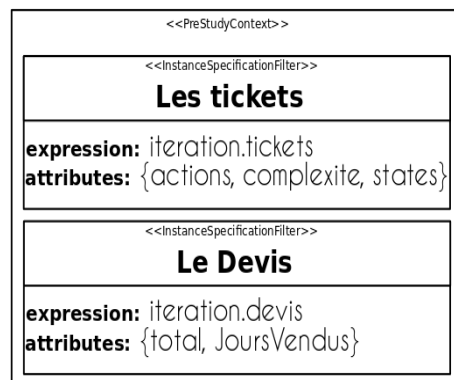 <<PreStudyContext>>
<<InstanceSpecificationFilter>>
Les tickets
expression: iteration.tickets
attributes: {actions, complexite, states}
<<InstanceSpecificationFilter>>
Le Devis
expression: iteration.devis
attributes: {total, JoursVendus}